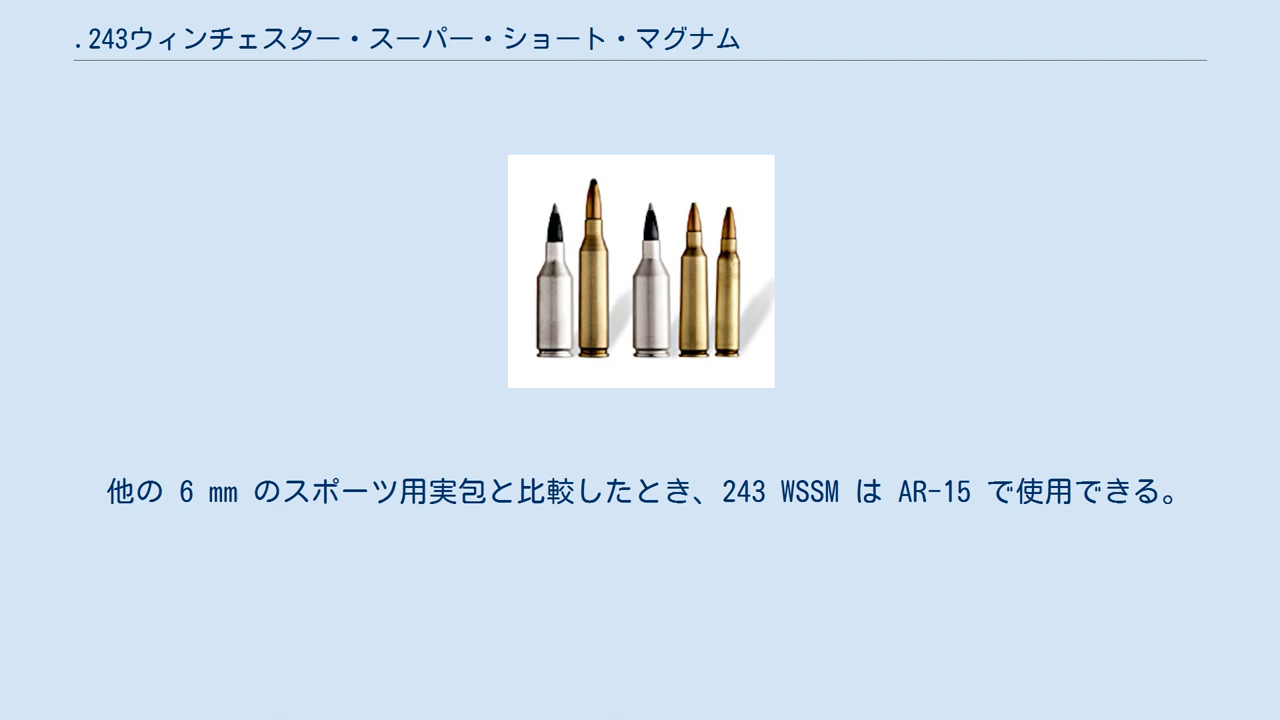 .243ウィンチェスター・スーパー・ショート・マグナム
他の 6 mm のスポーツ用実包と比較したとき、243 WSSM は AR-15 で使用できる。